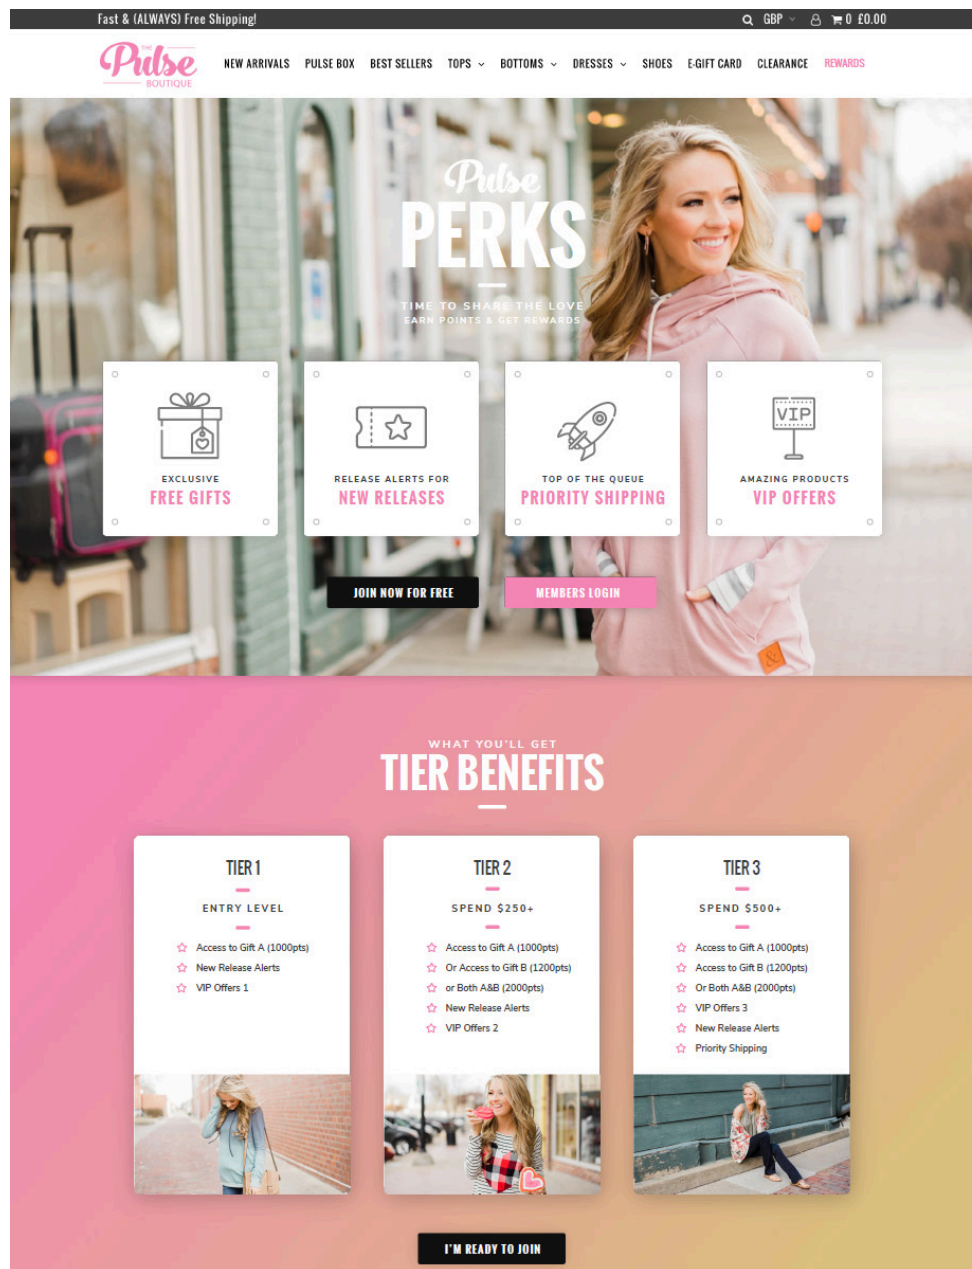 Fast & (ALWAYS) Free Shipping!
GBP
0 £0.00
THE
Pulse
BOUTIQUE
NEW ARRIVALS
PULSE BOX
BEST SELLERS
TOPS
BOTTOMS
DRESSES
SHOES
E-GIFT CARD
CLEARANCE
REWARDS
Pulse
PERKS
TIME TO SHARE THE LOVE
EARN POINTS & GET REWARDS
EXCLUSIVE
FREE GIFTS
RELEASE ALERTS FOR
NEW RELEASES
TOP OF THE QUEUE
PRIORITY SHIPPING
VIP
AMAZING PRODUCTS
VIP OFFERS
JOIN NOW FOR FREE
MEMBERS LOGIN
&
WHAT YOU'LL GET
TIER BENEFITS
TIER 1
ENTRY LEVEL
Access to Gift A (1000pts)
New Release Alerts
VIP Offers 1
TIER 2
SPEND $250+
Access to Gift A (1000pts)
Or Access to Gift B (1200pts)
or Both A&B (2000pts)
New Release Alerts
VIP Offers 2
TIER 3
SPEND $500+
Access to Gift A (1000pts)
Access to Gift B (1200pts)
Or Both A&B (2000pts)
VIP Offers 3
New Release Alerts
Priority Shipping
I'M READY TO JOIN